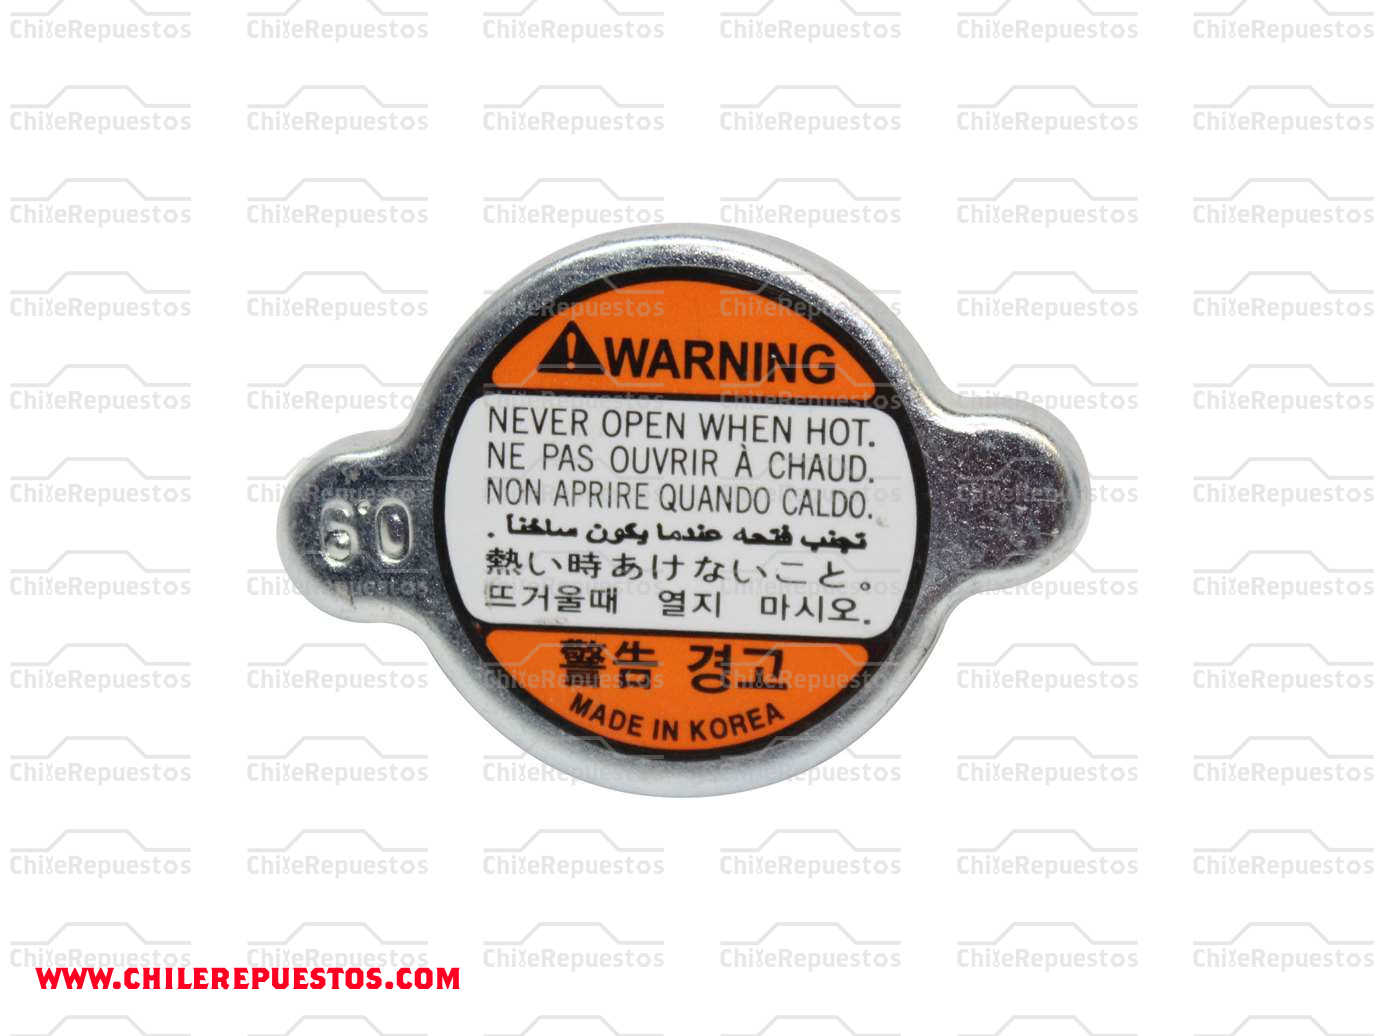 WARNING
NEVER OPEN WHEN HOT.
NE PAS OUVRIR À CHAUD.
NON APRIRE QUANDO CALDO.
تجنب فتحه عندما يكون ساخنا .
熱い時あけないこと。
뜨거울때 열지 마시오.
0.9
警告 경고
MADE IN KOREA
ChileRepuestos
WWW.CHILEREPUESTOS.COM